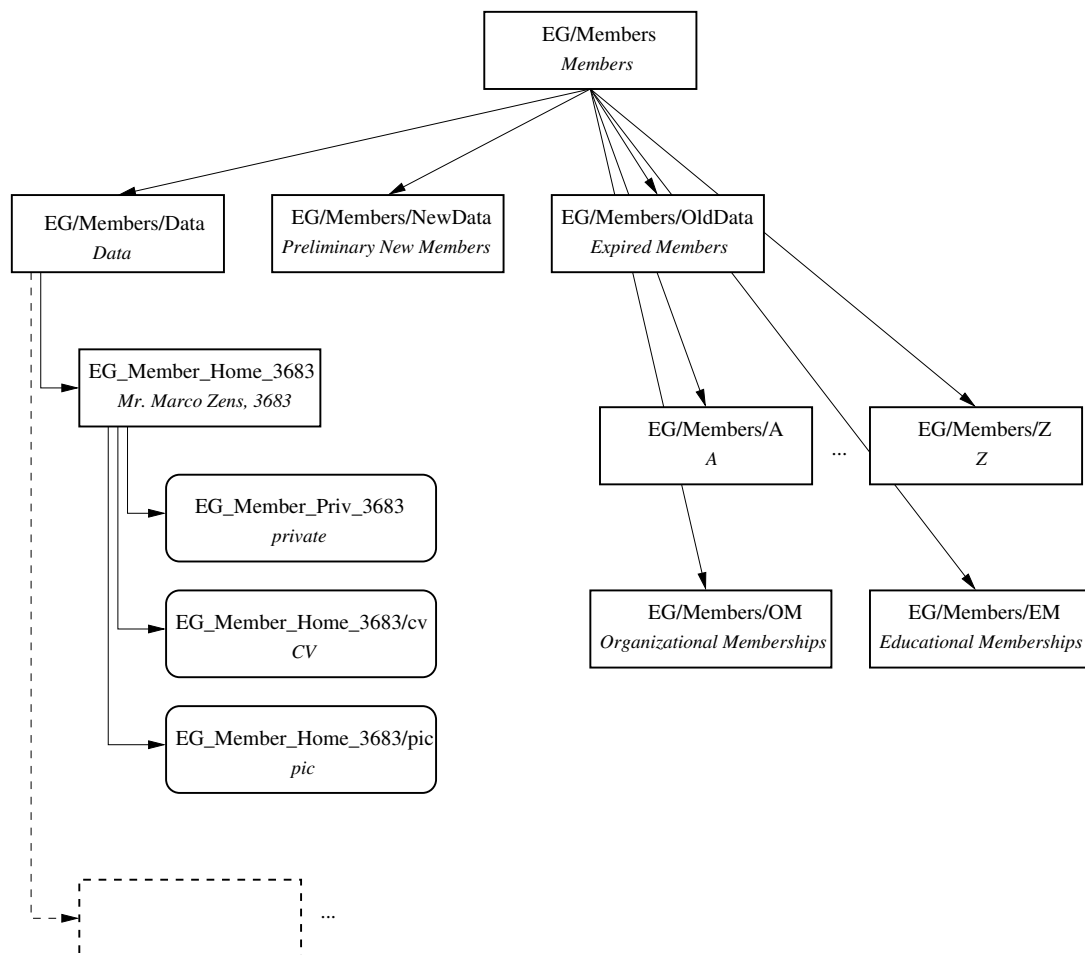 EG/Members
Members
EG/Members/Data
Data
EG/Members/NewData
Preliminary New Members
EG/Members/OldData
Expired Members
EG_Member_Home_3683
Mr. Marco Zens, 3683
EG/Members/A
A
...
EG/Members/Z
Z
EG_Member_Priv_3683
private
EG_Member_Home_3683/cv
CV
EG/Members/OM
Organizational Memberships
EG/Members/EM
Educational Memberships
EG_Member_Home_3683/pic
pic
...